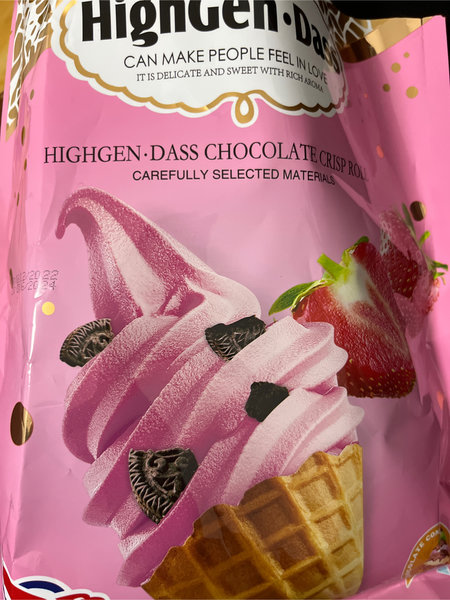 HighGen·Dass
CAN MAKE PEOPLE FEEL IN LOVE
IT IS DELICATE AND SWEET WITH RICH AROMA
HIGHGEN·DASS CHOCOLATE CRISP
CAREFULLY SELECTED MATERIALS